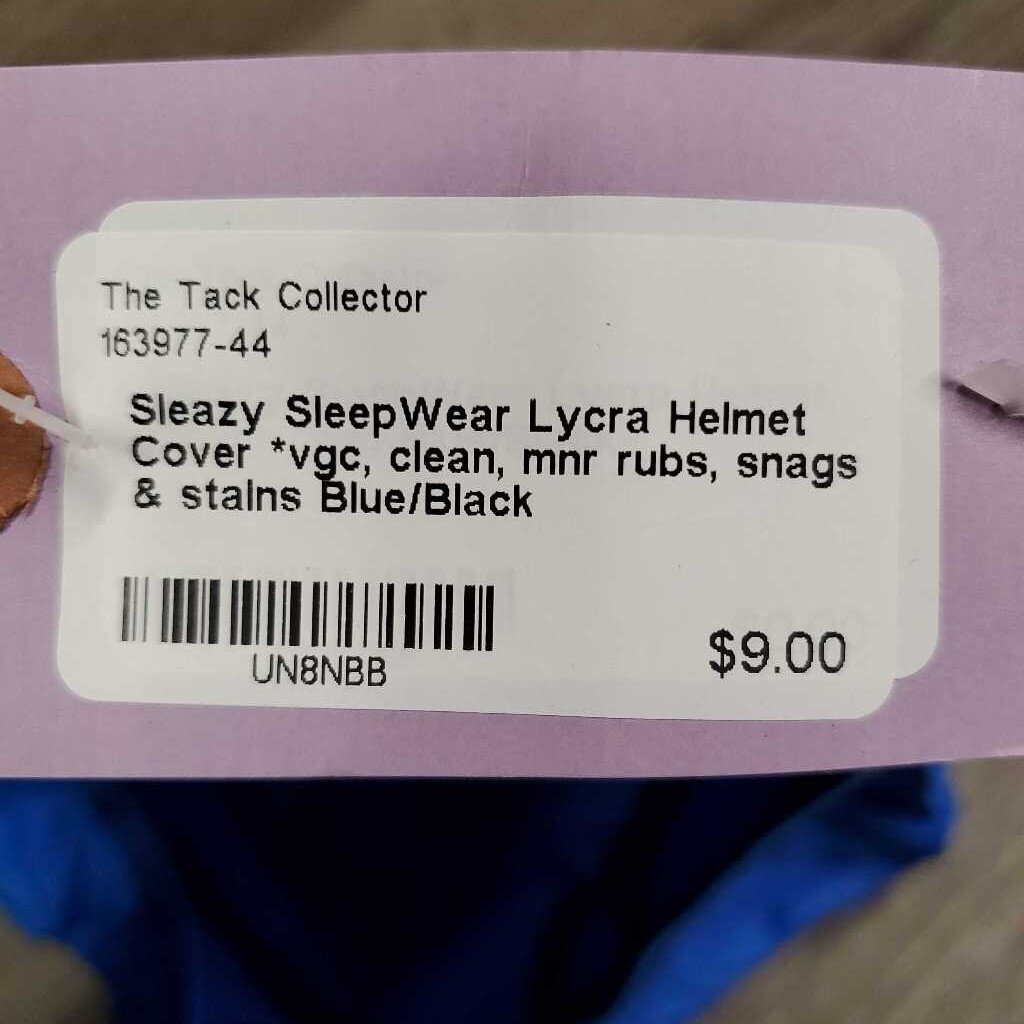 The Tack Collector
163977-44
Sleazy SleepWear Lycra Helmet
Cover *vgc, clean, mnr rubs, snags
& stains Blue/Black
UN8NBB
$9.00